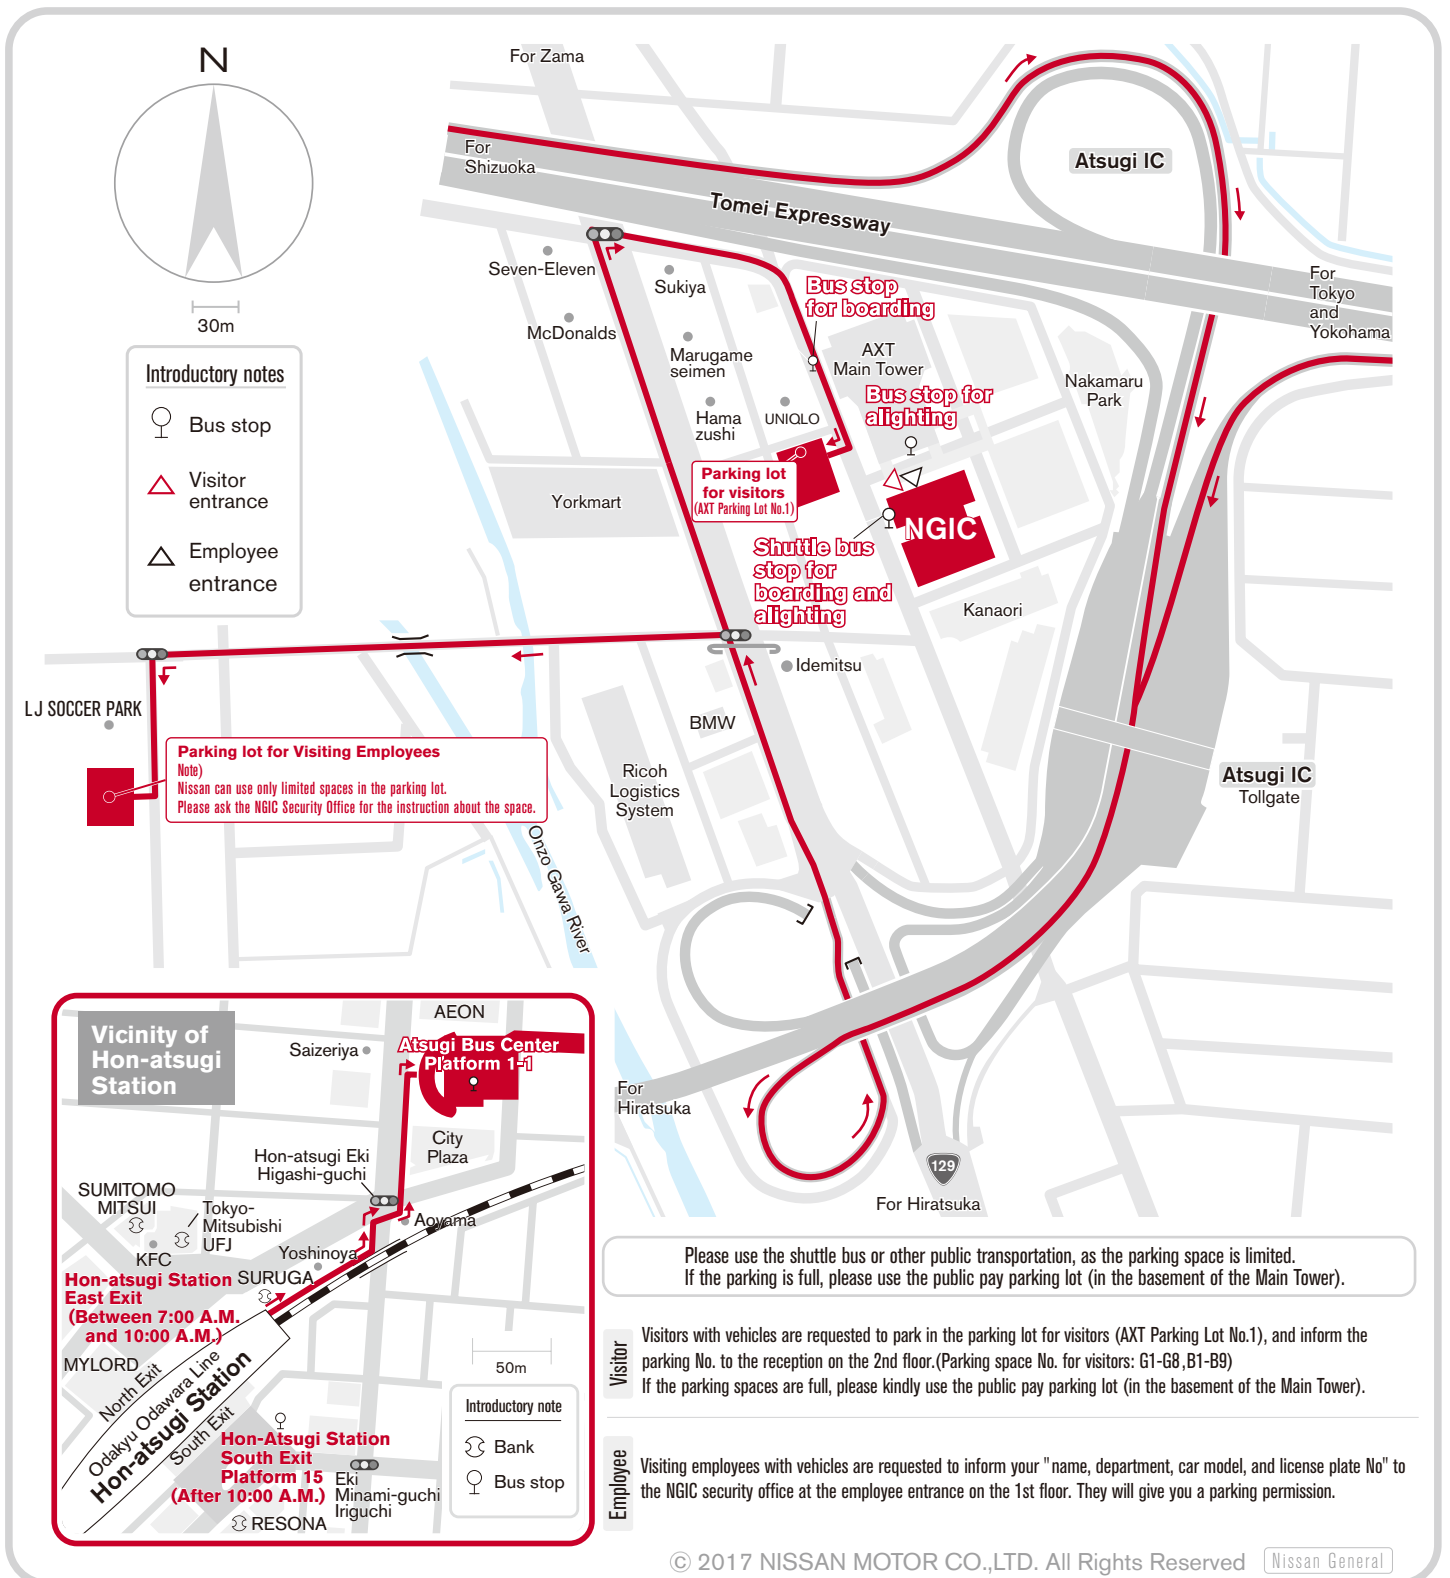 N
30m
Introductory notes
Bus stop
Visitor
entrance
Employee
entrance
For Zama
For
Shizuoka
Tomei Expressway
Atsugi IC
For
Tokyo
and
Yokohama
Seven-Eleven
Sukiya
McDonalds
Marugame
seimen
Hama
zushi
UNIQLO
Bus stop
for boarding
AXT
Main Tower
Bus stop for
alighting
Nakamaru
Park
Yorkmart
Parking lot
for visitors
(AXT Parking Lot No.1)
NGIC
Shuttle bus
stop for
boarding and
alighting
Kanaori
Idemitsu
LJ SOCCER PARK
Parking lot for Visiting Employees
Note)
Nissan can use only limited spaces in the parking lot.
Please ask the NGIC Security Office for the instruction about the space.
BMW
Ricoh
Logistics
System
Atsugi IC
Tollgate
Onzo Gawa River
For
Hiratsuka
129
For Hiratsuka
Vicinity of
Hon-atsugi
Station
AEON
Saizeriya
Atsugi Bus Center
Platform 1-1
City
Plaza
Hon-atsugi Eki
Higashi-guchi
SUMITOMO
MITSUI
Tokyo-
Mitsubishi
UFJ
KFC
Aoyama
Yoshinoya
SURUGA
Hon-atsugi Station
East Exit
(Between 7:00 A.M.
and 10:00 A.M.)
MYLORD
North Exit
Odakyu Odawara Line
Hon-atsugi Station
South Exit
Hon-Atsugi Station
South Exit
Platform 15
(After 10:00 A.M.)
Eki
Minami-guchi
Iriguchi
RESONA
50m
Introductory note
Bank
Bus stop
Please use the shuttle bus or other public transportation, as the parking space is limited.
If the parking is full, please use the public pay parking lot (in the basement of the Main Tower).
Visitor
Visitors with vehicles are requested to park in the parking lot for visitors (AXT Parking Lot No.1), and inform the
parking No. to the reception on the 2nd floor.(Parking space No. for visitors: G1-G8,B1-B9)
If the parking spaces are full, please kindly use the public pay parking lot (in the basement of the Main Tower).
Employee
Visiting employees with vehicles are requested to inform your "name, department, car model, and license plate No" to
the NGIC security office at the employee entrance on the 1st floor. They will give you a parking permission.
© 2017 NISSAN MOTOR CO.,LTD. All Rights Reserved
Nissan General